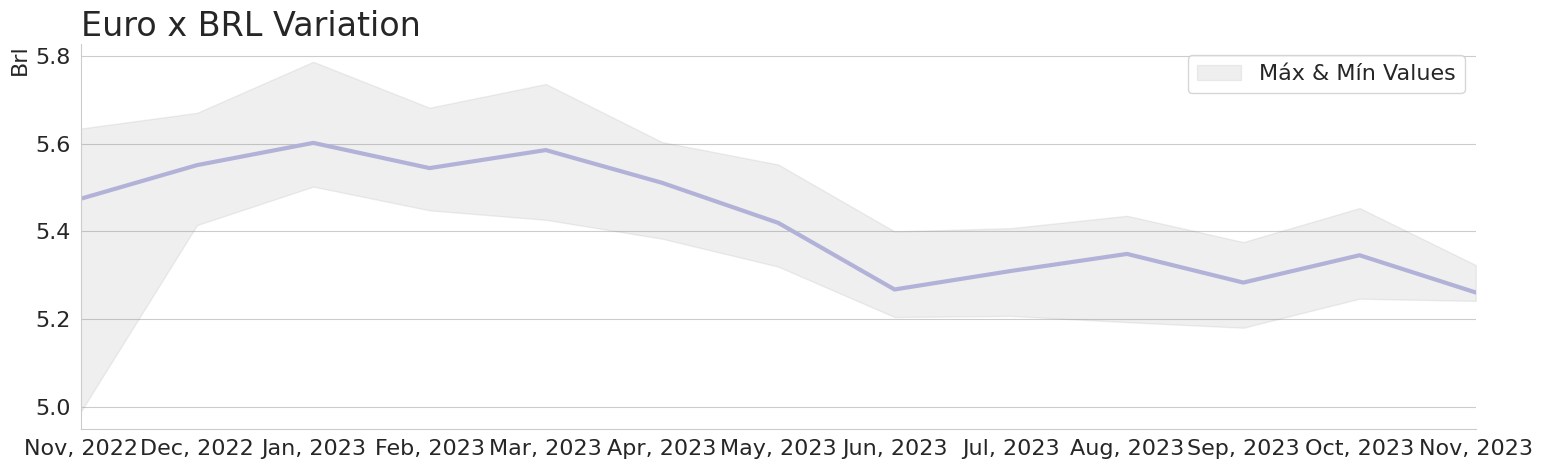 Euro x BRL Variation
Brl
5.8
5.6
5.4
5.2
5.0
Máx & Mín Values
Nov, 2022 Dec, 2022 Jan, 2023 Feb, 2023 Mar, 2023 Apr, 2023 May, 2023 Jun, 2023 Jul, 2023 Aug, 2023 Sep, 2023 Oct, 2023 Nov, 2023